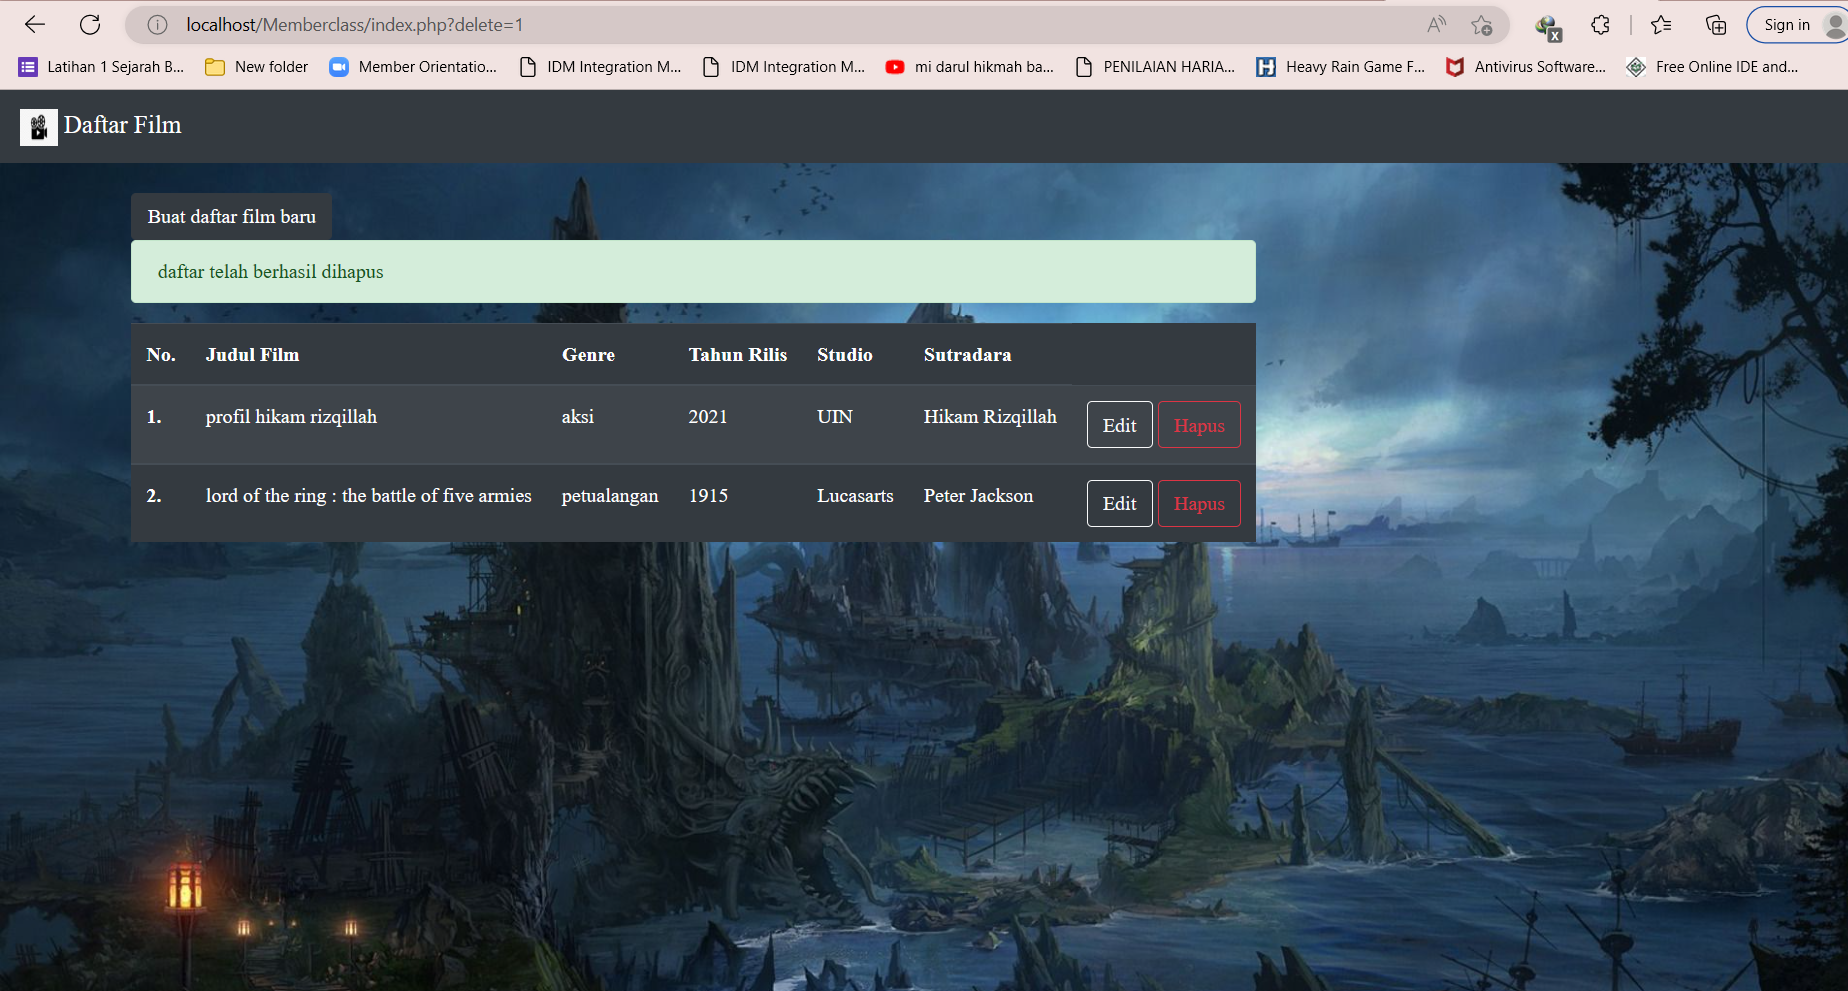 localhost/Memberclass/index.php?delete=1
Sign in
Latihan 1 Sejarah B... New folder Member Orientatio... IDM Integration M... IDM Integration M... mi darul hikmah ba... PENILAIAN HARIA... Heavy Rain Game F... Antivirus Software... Free Online IDE and...
Daftar Film
Buat daftar film baru
daftar telah berhasil dihapus
No. Judul Film Genre Tahun Rilis Studio Sutradara
1. profil hikam rizqillah aksi 2021 UIN Hikam Rizqillah Edit Hapus
2. lord of the ring : the battle of five armies petualangan 1915 Lucasarts Peter Jackson Edit Hapus